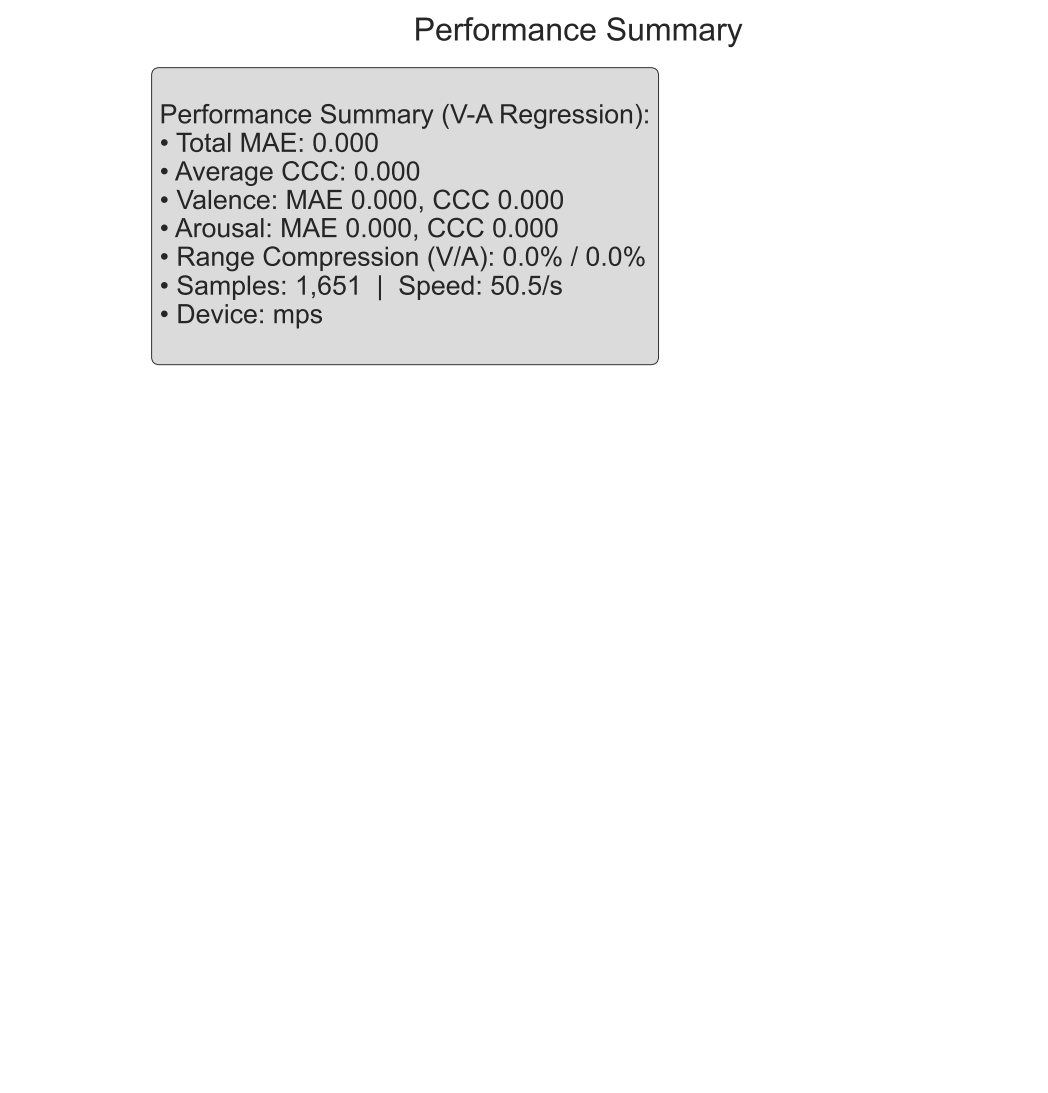 Performance Summary
Performance Summary (V-A Regression):
• Total MAE: 0.000
• Average CCC: 0.000
• Valence: MAE 0.000, CCC 0.000
• Arousal: MAE 0.000, CCC 0.000
• Range Compression (V/A): 0.0% / 0.0%
• Samples: 1,651  |  Speed: 50.5/s
• Device: mps